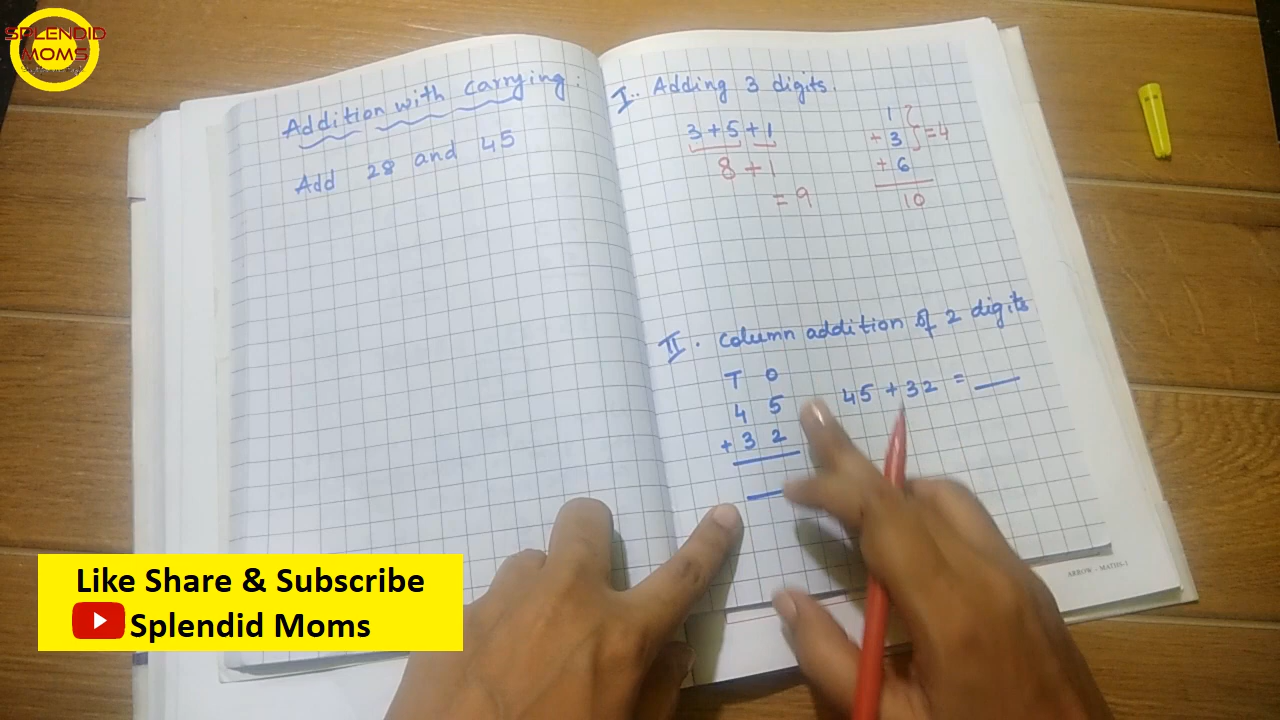 SPLENDID
MOMS
Addition with carrying:
Add 28 and 45
I. Adding 3 digits.
3+5+1
8+1
=9
1
+ 3 =4
+ 6
10
II. Column addition of 2 digits
T O
4 5
+ 3 2
45 + 32 = __
ARROW - MATHS-1
Like Share & Subscribe
Splendid Moms